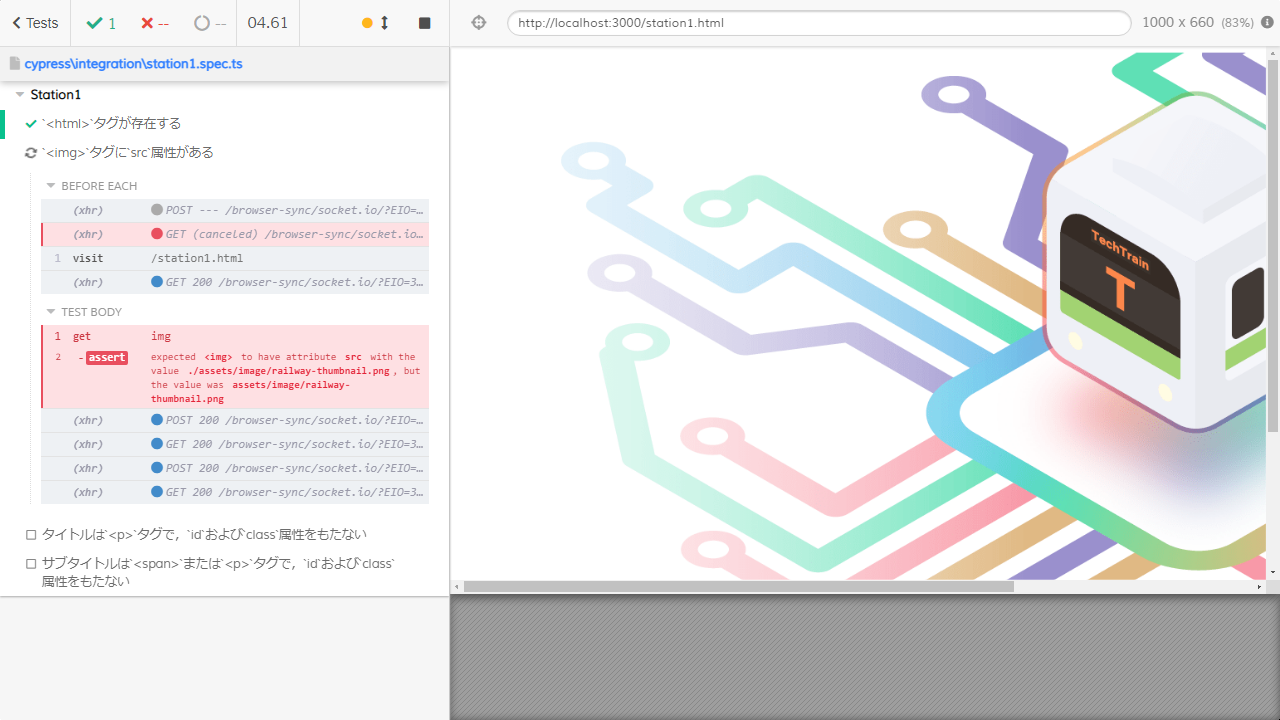 Tests
1
--
--
04.61
http://localhost:3000/station1.html
1000 x 660 (83%)
cypress\integration\station1.spec.ts
Station1
`<html>`タグが存在する
`<img>`タグに`src`属性がある
BEFORE EACH
(xhr) POST --- /browser-sync/socket.io/?EIO=…
(xhr) GET (canceled) /browser-sync/socket.io…
1 visit /station1.html
(xhr) GET 200 /browser-sync/socket.io/?EIO=3…
TEST BODY
1 get img
2 -assert expected <img> to have attribute src with the
value ./assets/image/railway-thumbnail.png, but
the value was assets/image/railway-
thumbnail.png
(xhr) POST 200 /browser-sync/socket.io/?EIO=…
(xhr) GET 200 /browser-sync/socket.io/?EIO=3…
(xhr) POST 200 /browser-sync/socket.io/?EIO=…
(xhr) GET 200 /browser-sync/socket.io/?EIO=3…
タイトルは`<p>`タグで，`id`および`class`属性をもたない
サブタイトルは`<span>`または`<p>`タグで，`id`および`class`
属性をもたない
TechTrain
T